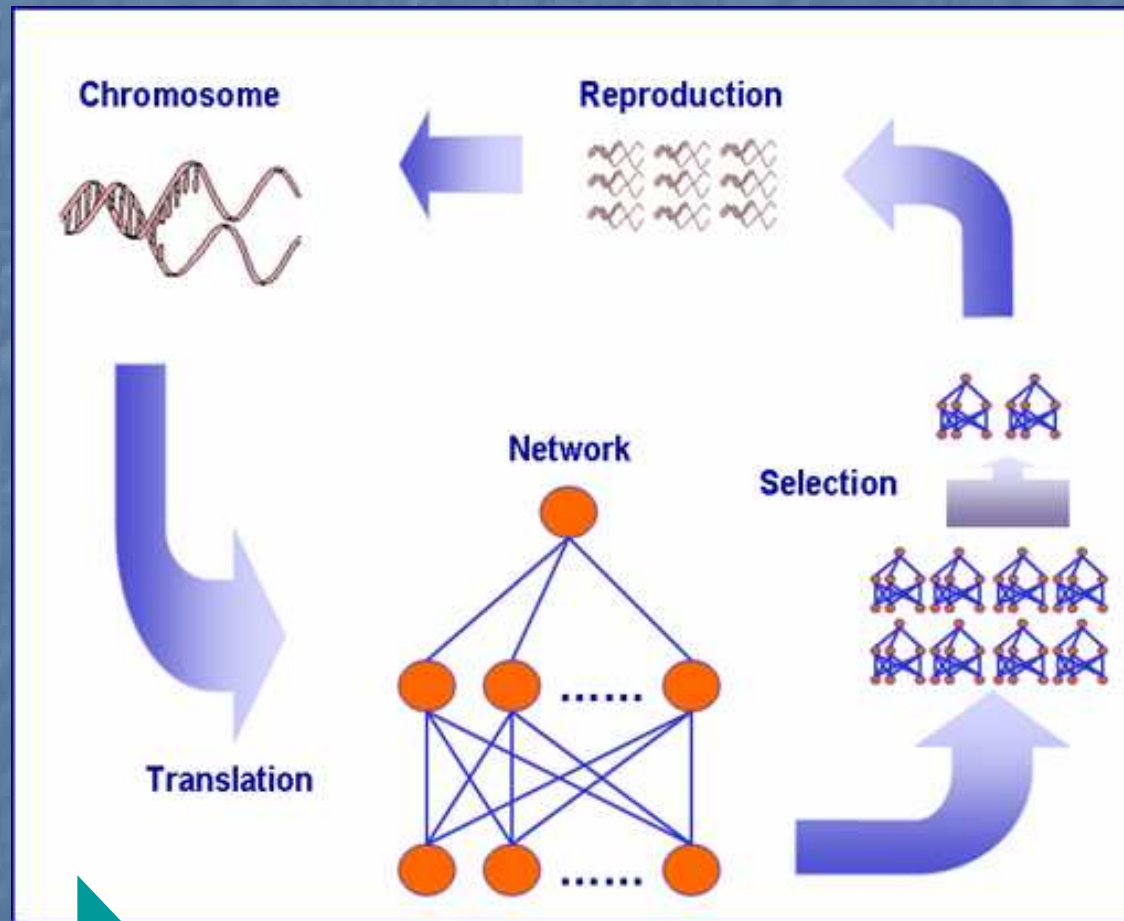 Chromosome
Reproduction
Network
Selection
......
Translation
......